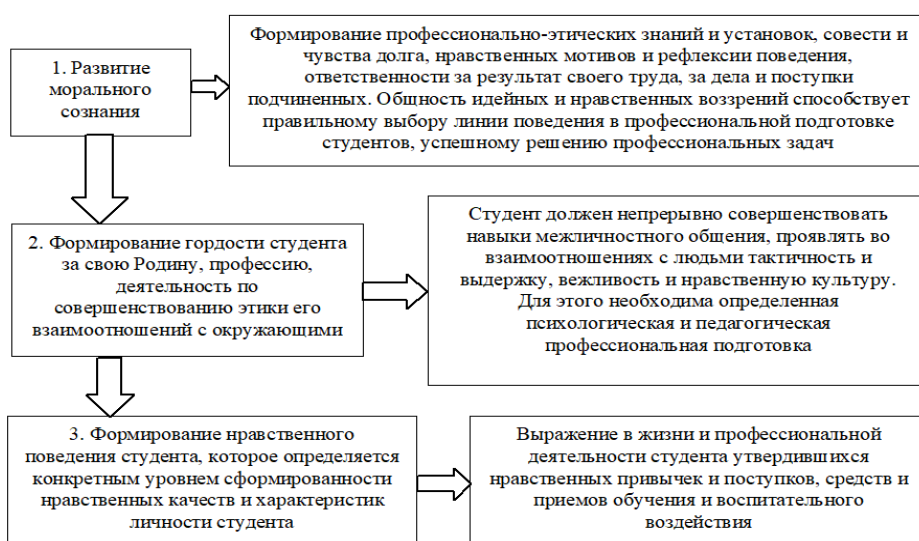 1. Развитие
морального
сознания
Формирование профессионально-этических знаний и установок, совести и
чувства долга, нравственных мотивов и рефлексии поведения,
ответственности за результат своего труда, за дела и поступки
подчиненных. Общность идейных и нравственных воззрений способствует
правильному выбору линии поведения в профессиональной подготовке
студентов, успешному решению профессиональных задач
2. Формирование гордости студента
за свою Родину, профессию,
деятельность по
совершенствованию этики его
взаимоотношений с окружающими
Студент должен непрерывно совершенствовать
навыки межличностного общения, проявлять во
взаимоотношениях с людьми тактичность и
выдержку, вежливость и нравственную культуру.
Для этого необходима определенная
психологическая и педагогическая
профессиональная подготовка
3. Формирование нравственного
поведения студента, которое определяется
конкретным уровнем сформированности
нравственных качеств и характеристик
личности студента
Выражение в жизни и профессиональной
деятельности студента утвердившихся
нравственных привычек и поступков, средств и
приемов обучения и воспитательного
воздействия